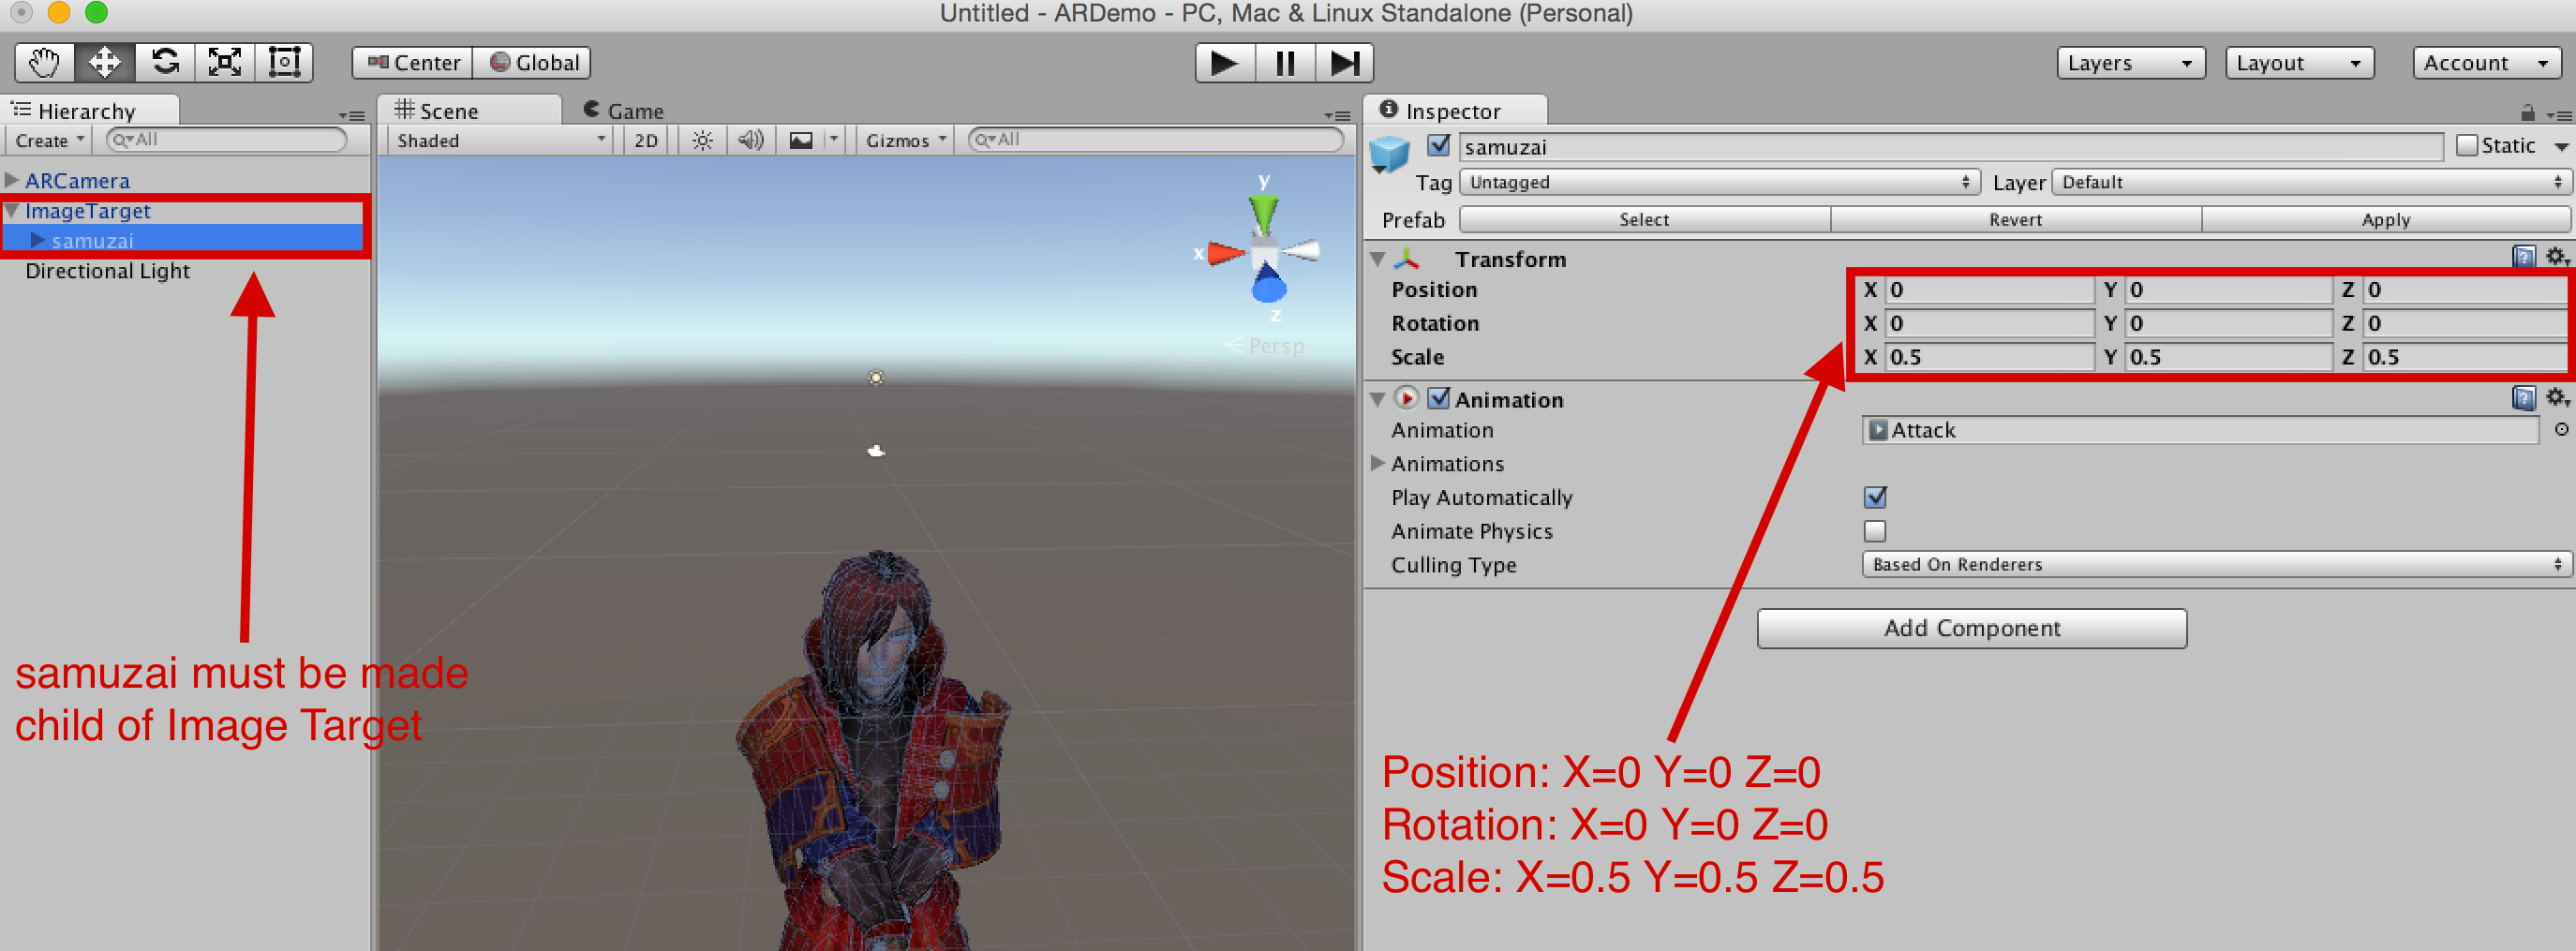 Untitled - ARDemo - PC, Mac & Linux Standalone (Personal)
Center Global
Layers Layout Account
Hierarchy
Create All
ARCamera
ImageTarget
samuzai
Directional Light
samuzai must be made
child of Image Target
Scene Game
Shaded 2D Gizmos All
y
x
z
Persp
Inspector
samuzai Static
Tag Untagged Layer Default
Prefab Select Revert Apply
Transform
Position X 0 Y 0 Z 0
Rotation X 0 Y 0 Z 0
Scale X 0.5 Y 0.5 Z 0.5
Animation
Animation Attack
Animations
Play Automatically
Animate Physics
Culling Type Based On Renderers
Add Component
Position: X=0 Y=0 Z=0
Rotation: X=0 Y=0 Z=0
Scale: X=0.5 Y=0.5 Z=0.5